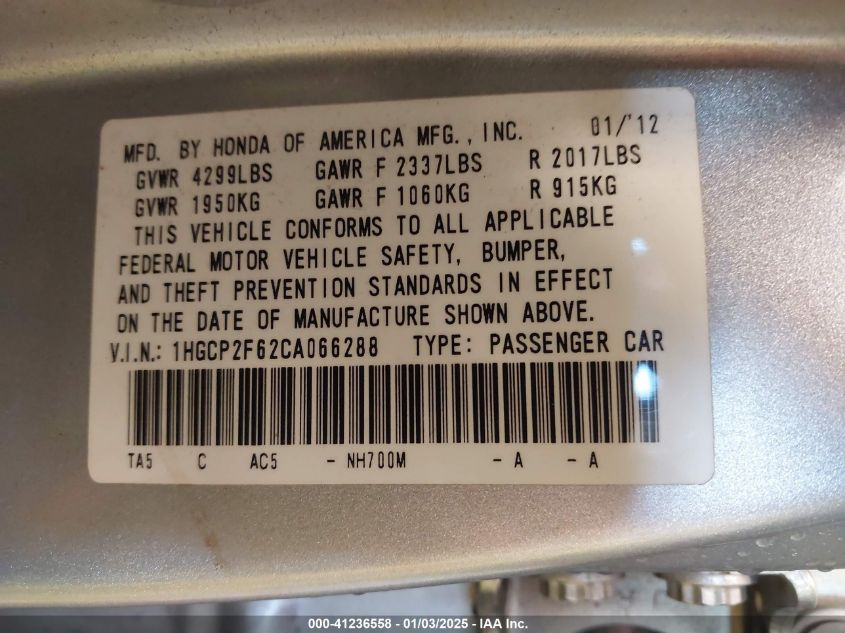 MFD. BY HONDA OF AMERICA MFG., INC. 01/'12
GVWR 4299LBS GAWR F 2337LBS R 2017LBS
GVWR 1950KG GAWR F 1060KG R 915KG
THIS VEHICLE CONFORMS TO ALL APPLICABLE
FEDERAL MOTOR VEHICLE SAFETY, BUMPER,
AND THEFT PREVENTION STANDARDS IN EFFECT
ON THE DATE OF MANUFACTURE SHOWN ABOVE.
V.I.N.: 1HGCP2F62CA066288 TYPE: PASSENGER CAR
TA5 C AC5 - NH700M - A - A
000-41236558 - 01/03/2025 - IAA Inc.